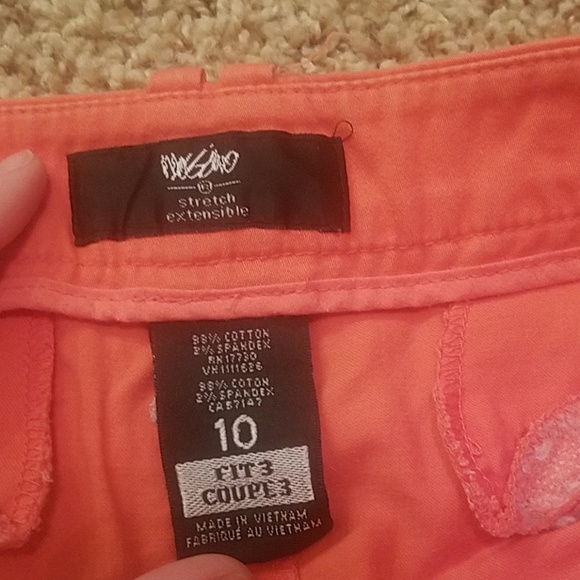 mossimo
stretch
extensible
98% COTTON
2% SPANDEX
RN17730
VN1111626
98% COTON
2% SPANDEX
CA57147
10
FIT 3
COUPE 3
MADE IN VIETNAM
FABRIQUÉ AU VIETNAM